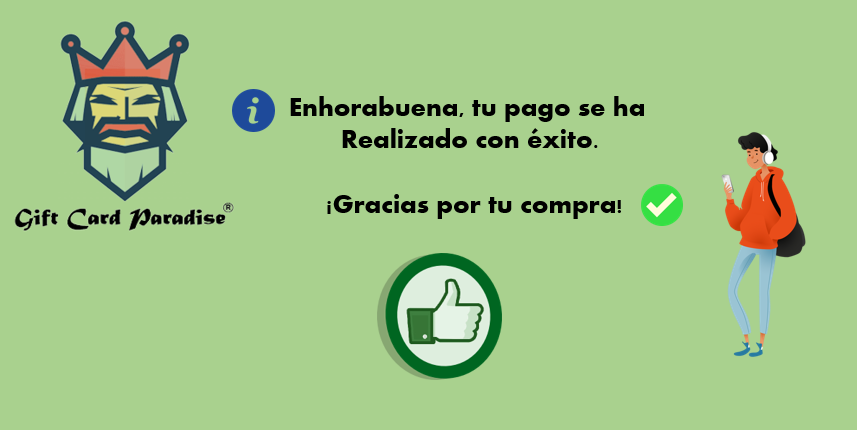 Enhorabuena, tu pago se ha
Realizado con éxito.
¡Gracias por tu compra!
Gift Card Paradise®